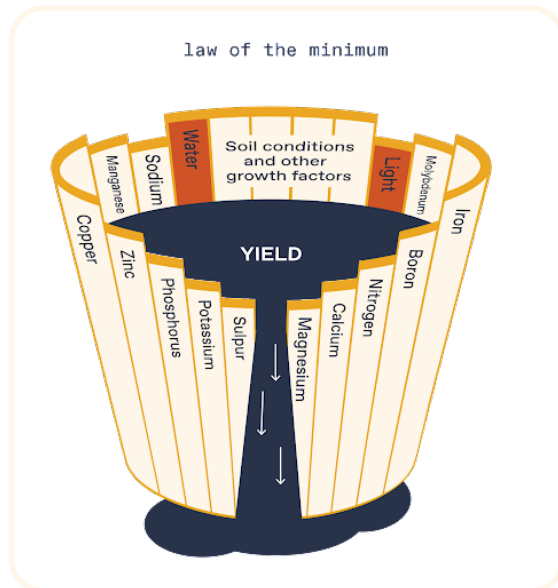 law of the minimum
Water
Soil conditions
and other
growth factors
Light
Sodium
Manganese
Molybdenum
Iron
Copper
Zinc
Phosphorus
Potassium
Sulpur
YIELD
Magnesium
Calcium
Nitrogen
Boron